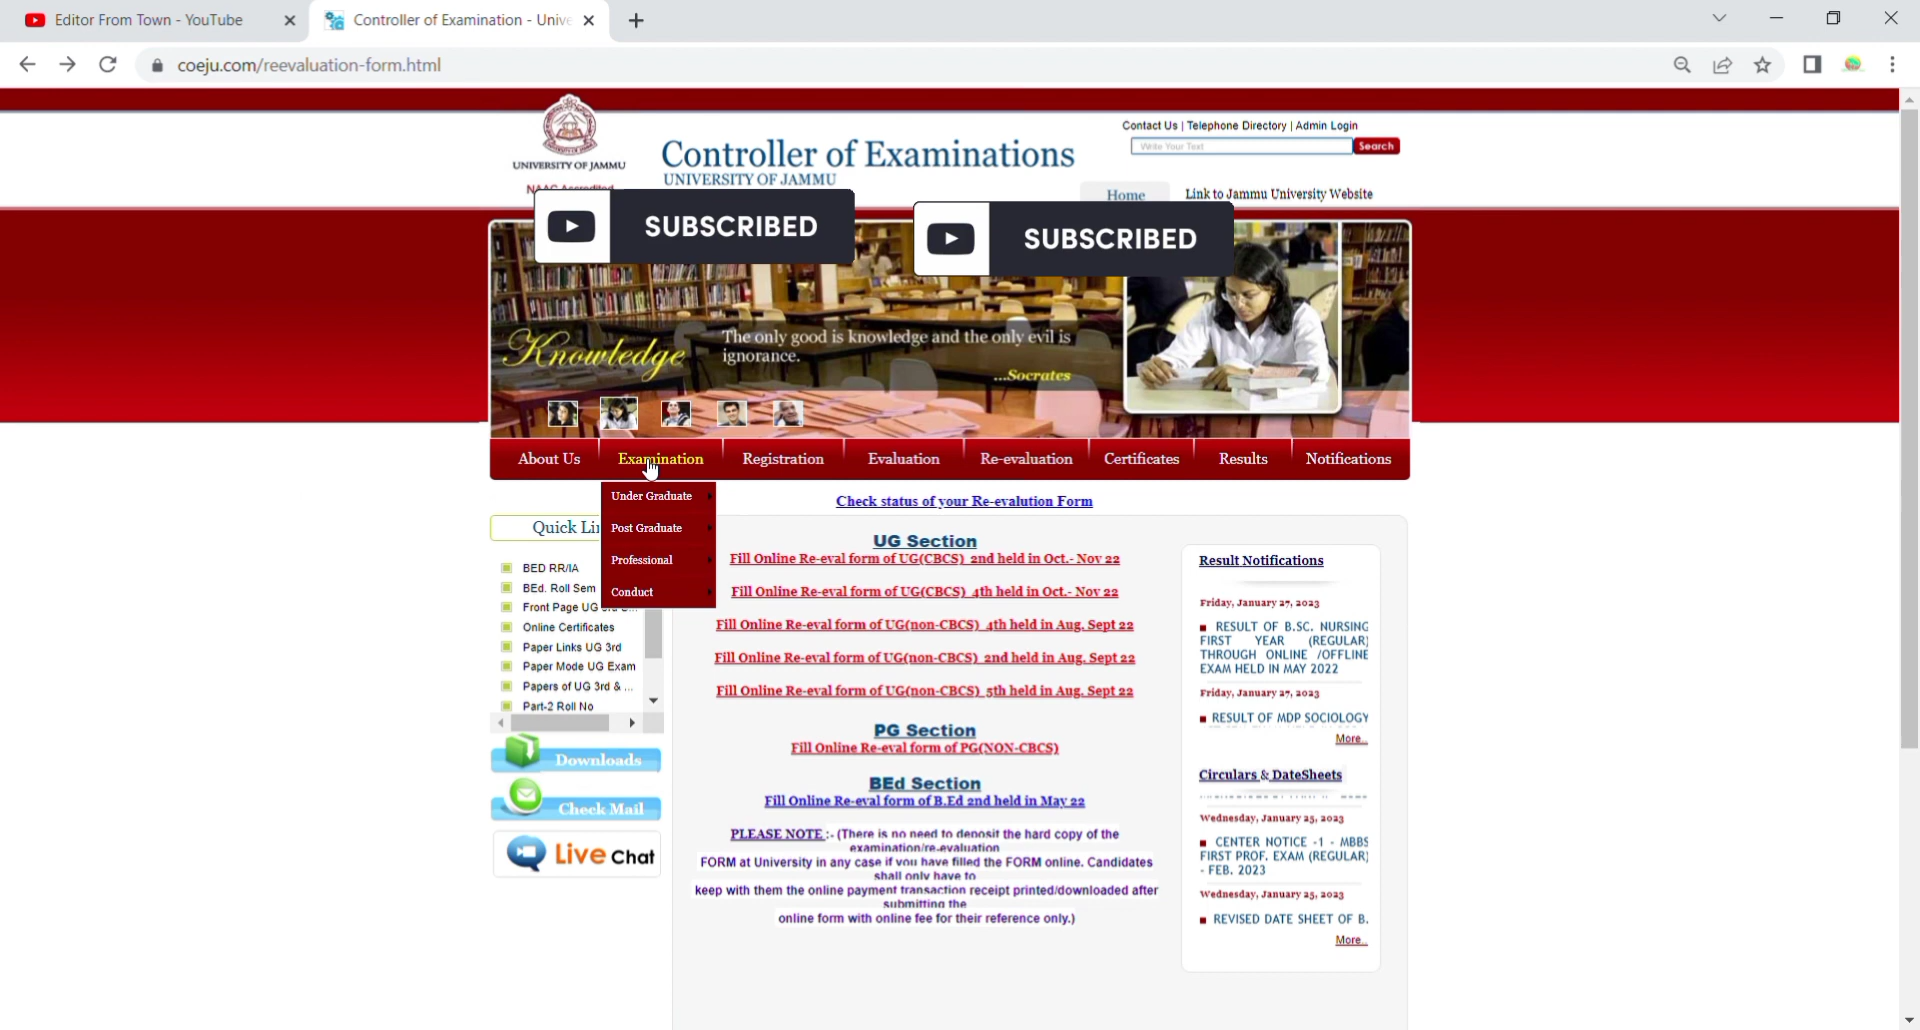 Editor From Town - YouTube
Controller of Examination - Unive
coeju.com/reevaluation-form.html
UNIVERSITY OF JAMMU
NAAC Accredited
Controller of Examinations
UNIVERSITY OF JAMMU
Contact Us | Telephone Directory | Admin Login
Write Your Text
Search
Home
Link to Jammu University Website
SUBSCRIBED
SUBSCRIBED
Knowledge
The only good is knowledge and the only evil is
ignorance.
...Socrates
About Us
Examination
Registration
Evaluation
Re-evaluation
Certificates
Results
Notifications
Under Graduate
Post Graduate
Professional
Conduct
Quick Lin
BED RR/IA
BEd. Roll Sem
Front Page UG
Online Certificates
Paper Links UG 3rd
Paper Mode UG Exam
Papers of UG 3rd & ...
Part-2 Roll No
Downloads
Check Mail
Live Chat
Check status of your Re-evalution Form
UG Section
Fill Online Re-eval form of UG(CBCS) 2nd held in Oct.- Nov 22
Fill Online Re-eval form of UG(CBCS) 4th held in Oct.- Nov 22
Fill Online Re-eval form of UG(non-CBCS) 4th held in Aug. Sept 22
Fill Online Re-eval form of UG(non-CBCS) 2nd held in Aug. Sept 22
Fill Online Re-eval form of UG(non-CBCS) 5th held in Aug. Sept 22
PG Section
Fill Online Re-eval form of PG(NON-CBCS)
BEd Section
Fill Online Re-eval form of B.Ed 2nd held in May 22
PLEASE NOTE :- (There is no need to deposit the hard copy of the
examination/re-evaluation
FORM at University in any case if you have filled the FORM online. Candidates
shall only have to
keep with them the online payment transaction receipt printed/downloaded after
submitting the
online form with online fee for their reference only.)
Result Notifications
Friday, January 27, 2023
RESULT OF B.SC. NURSING
FIRST YEAR (REGULAR)
THROUGH ONLINE /OFFLINE
EXAM HELD IN MAY 2022
Friday, January 27, 2023
RESULT OF MDP SOCIOLOGY
More..
Circulars & DateSheets
Wednesday, January 25, 2023
CENTER NOTICE -1 - MBBS
FIRST PROF. EXAM (REGULAR)
- FEB. 2023
Wednesday, January 25, 2023
REVISED DATE SHEET OF B.
More..